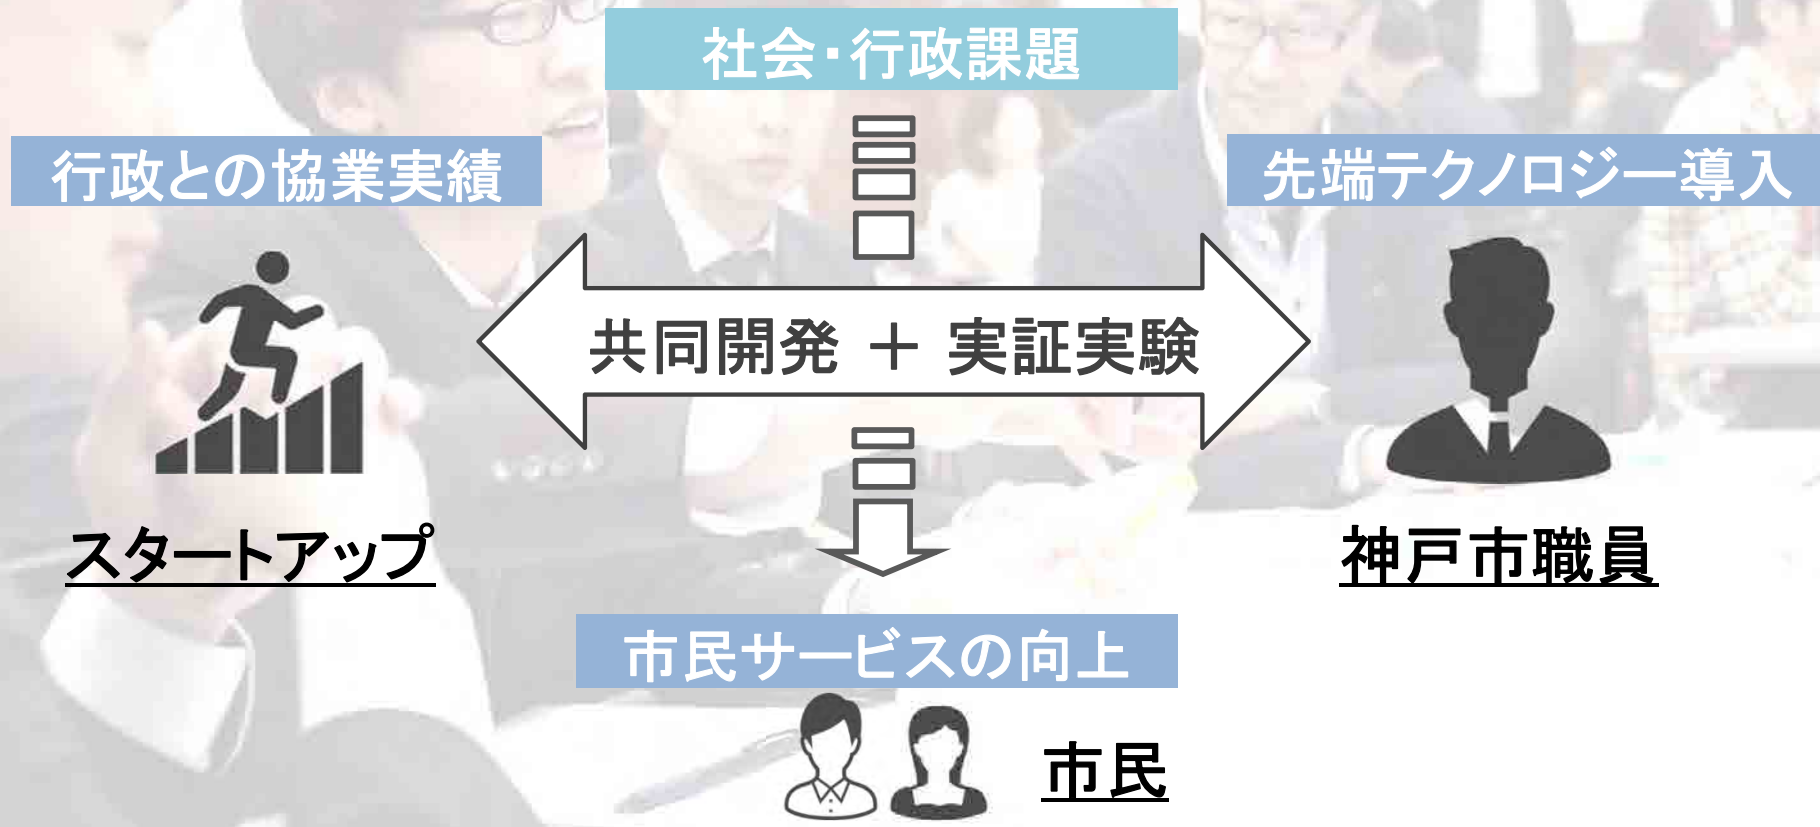 社会・行政課題
行政との協業実績
先端テクノロジー導入
共同開発 ＋ 実証実験
スタートアップ
神戸市職員
市民サービスの向上
市民